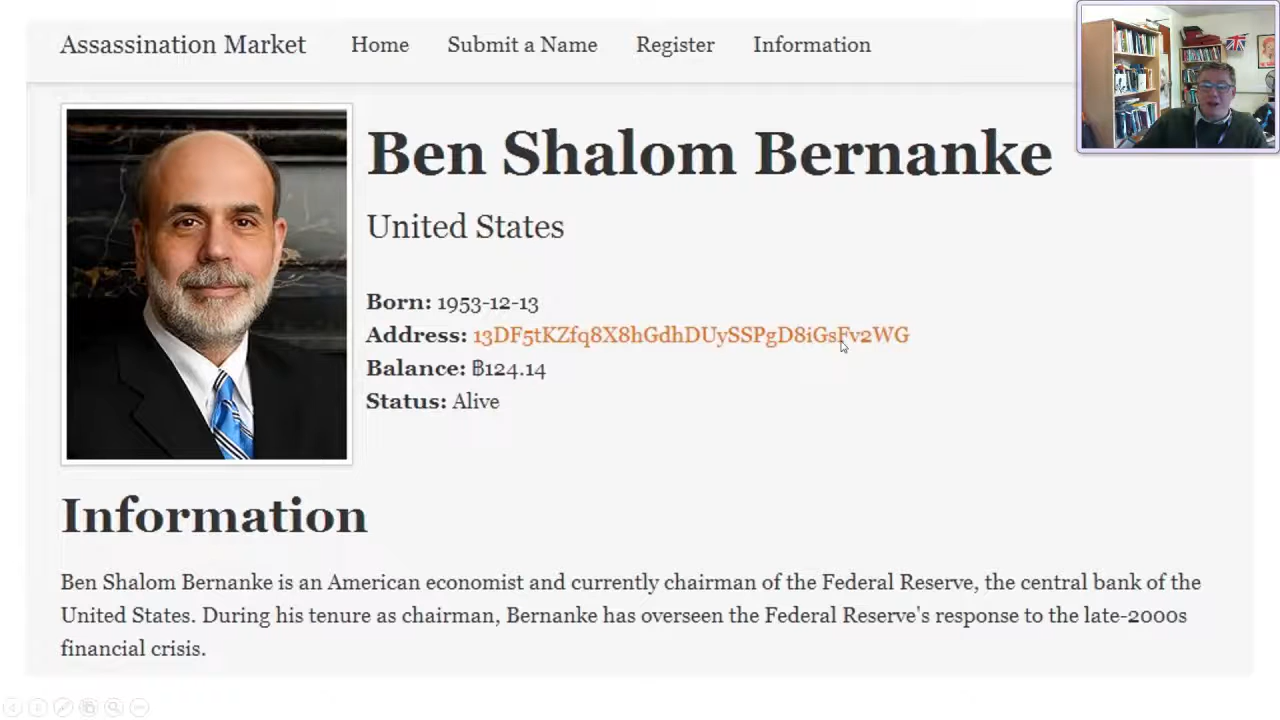 Assassination Market Home Submit a Name Register Information
Ben Shalom Bernanke
United States
Born: 1953-12-13
Address: 13DF5tKZfq8X8hGdhDUySSPgD8iGsFv2WG
Balance: ฿124.14
Status: Alive
Information
Ben Shalom Bernanke is an American economist and currently chairman of the Federal Reserve, the central bank of the
United States. During his tenure as chairman, Bernanke has overseen the Federal Reserve's response to the late-2000s
financial crisis.